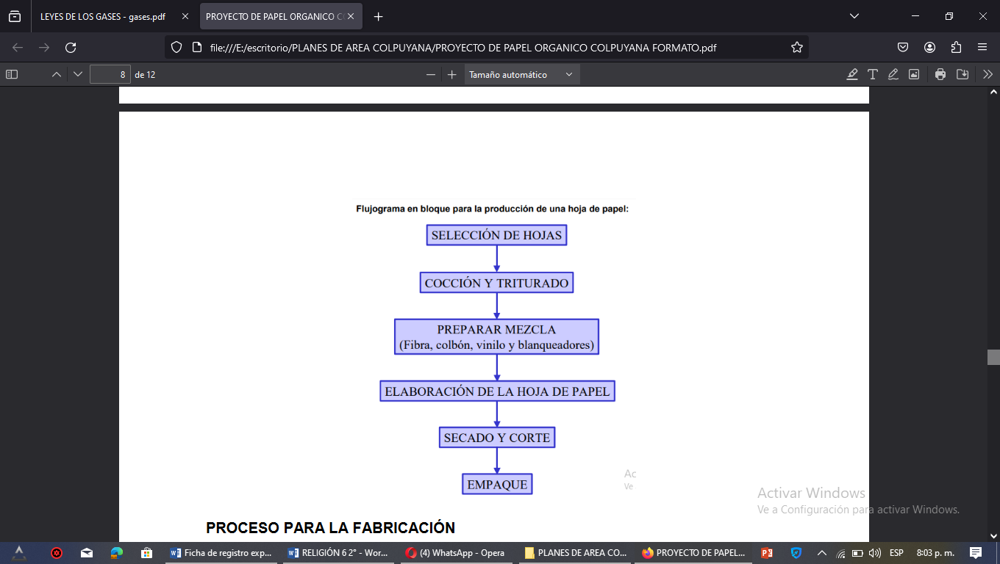 LEYES DE LOS GASES - gases.pdf
PROYECTO DE PAPEL ORGANICO C
file:///E:/escritorio/PLANES DE AREA COLPUYANA/PROYECTO DE PAPEL ORGANICO COLPUYANA FORMATO.pdf
8 de 12
Tamaño automático
Flujograma en bloque para la producción de una hoja de papel:
SELECCIÓN DE HOJAS
COCCIÓN Y TRITURADO
PREPARAR MEZCLA
(Fibra, colbón, vinilo y blanqueadores)
ELABORACIÓN DE LA HOJA DE PAPEL
SECADO Y CORTE
EMPAQUE
Ac
Ve
Activar Windows
Ve a Configuración para activar Windows.
PROCESO PARA LA FABRICACIÓN
Ficha de registro exp...
RELIGIÓN 6 2° - Wor...
(4) WhatsApp - Opera
PLANES DE AREA CO...
PROYECTO DE PAPEL...
ESP
8:03 p. m.